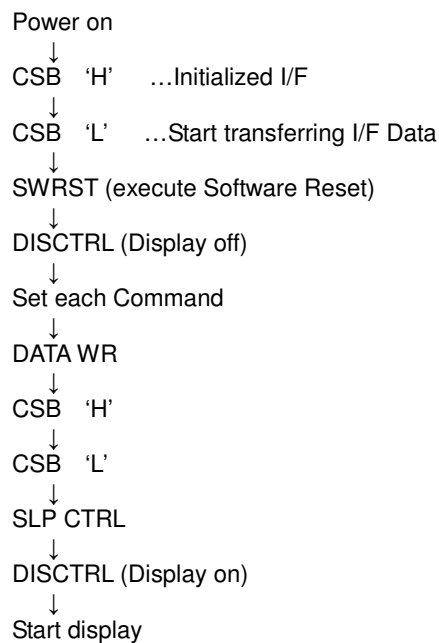 Power on
↓
CSB ‘H’ …Initialized I/F
↓
CSB ‘L’ …Start transferring I/F Data
↓
SWRST (execute Software Reset)
↓
DISCTRL (Display off)
↓
Set each Command
↓
DATA WR
↓
CSB ‘H’
↓
CSB ‘L’
↓
SLP CTRL
↓
DISCTRL (Display on)
↓
Start display